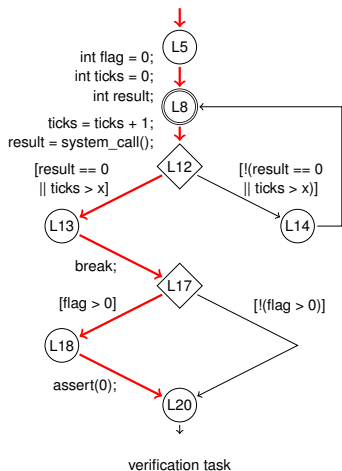 L5
int flag = 0;
int ticks = 0;
int result;
L8
ticks = ticks + 1;
result = system_call();
L12
[result == 0
|| ticks > x]
[!(result == 0
|| ticks > x)]
L13
L14
break;
L17
[flag > 0]
[!(flag > 0)]
L18
assert(0);
L20
verification task